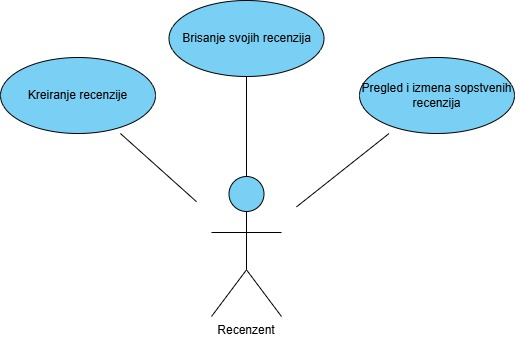 Brisanje svojih recenzija
Kreiranje recenzije
Pregled i izmena sopstvenih
recenzija
Recenzent